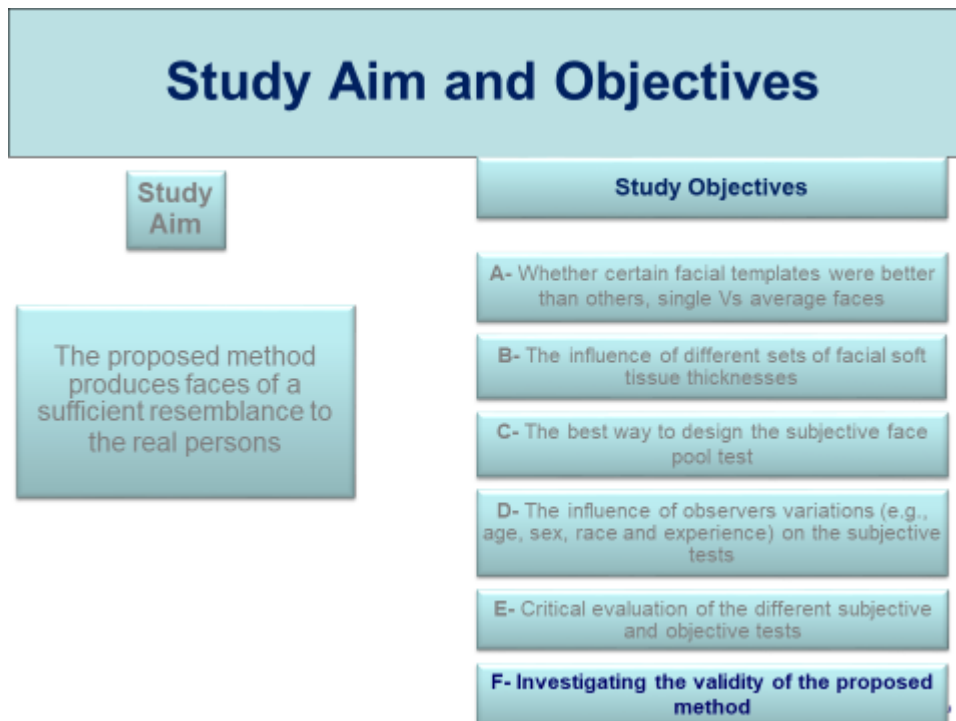 Study Aim and Objectives
Study
Aim
The proposed method
produces faces of a
sufficient resemblance to
the real persons
Study Objectives
A- Whether certain facial templates were better
than others, single Vs average faces
B- The influence of different sets of facial soft
tissue thicknesses
C- The best way to design the subjective face
pool test
D- The influence of observers variations (e.g.,
age, sex, race and experience) on the subjective
tests
E- Critical evaluation of the different subjective
and objective tests
F- Investigating the validity of the proposed
method